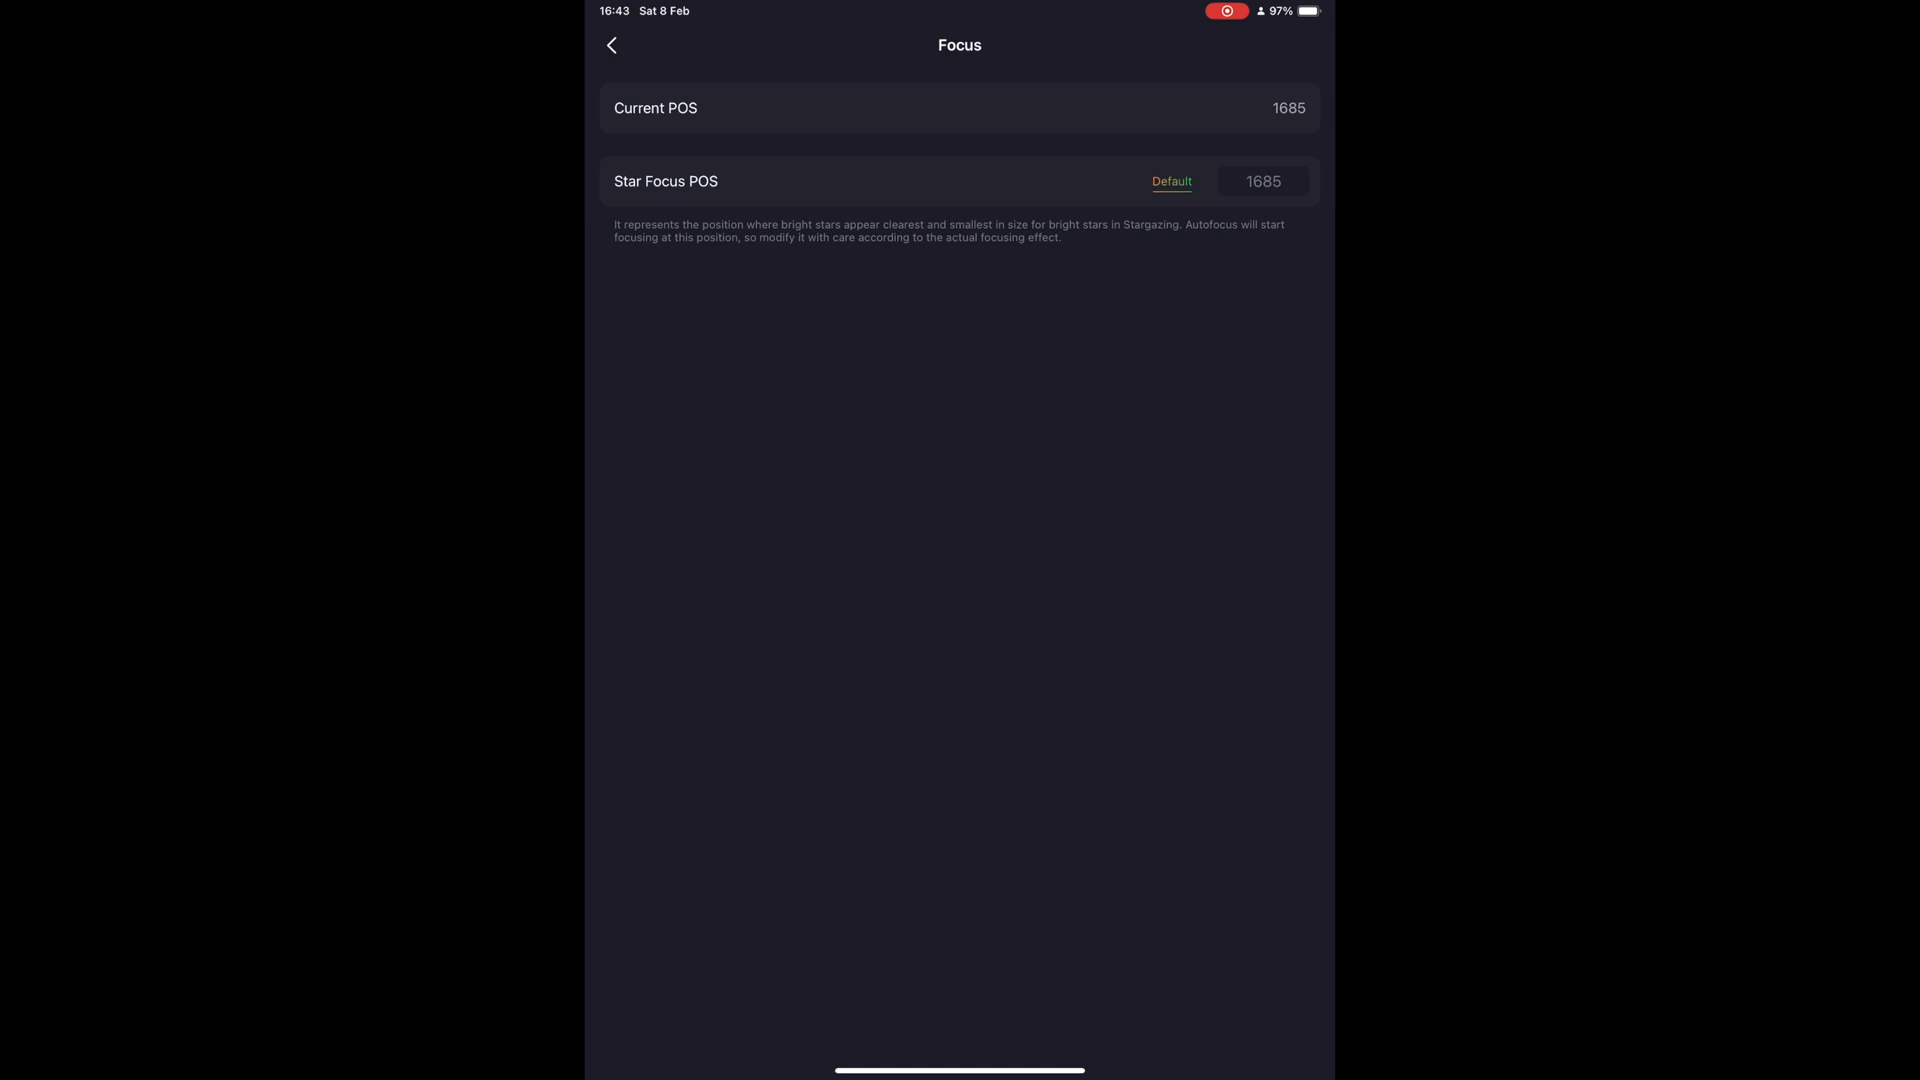 16:43 Sat 8 Feb
97%
Focus
Current POS 1685
Star Focus POS Default 1685
It represents the position where bright stars appear clearest and smallest in size for bright stars in Stargazing. Autofocus will start
focusing at this position, so modify it with care according to the actual focusing effect.